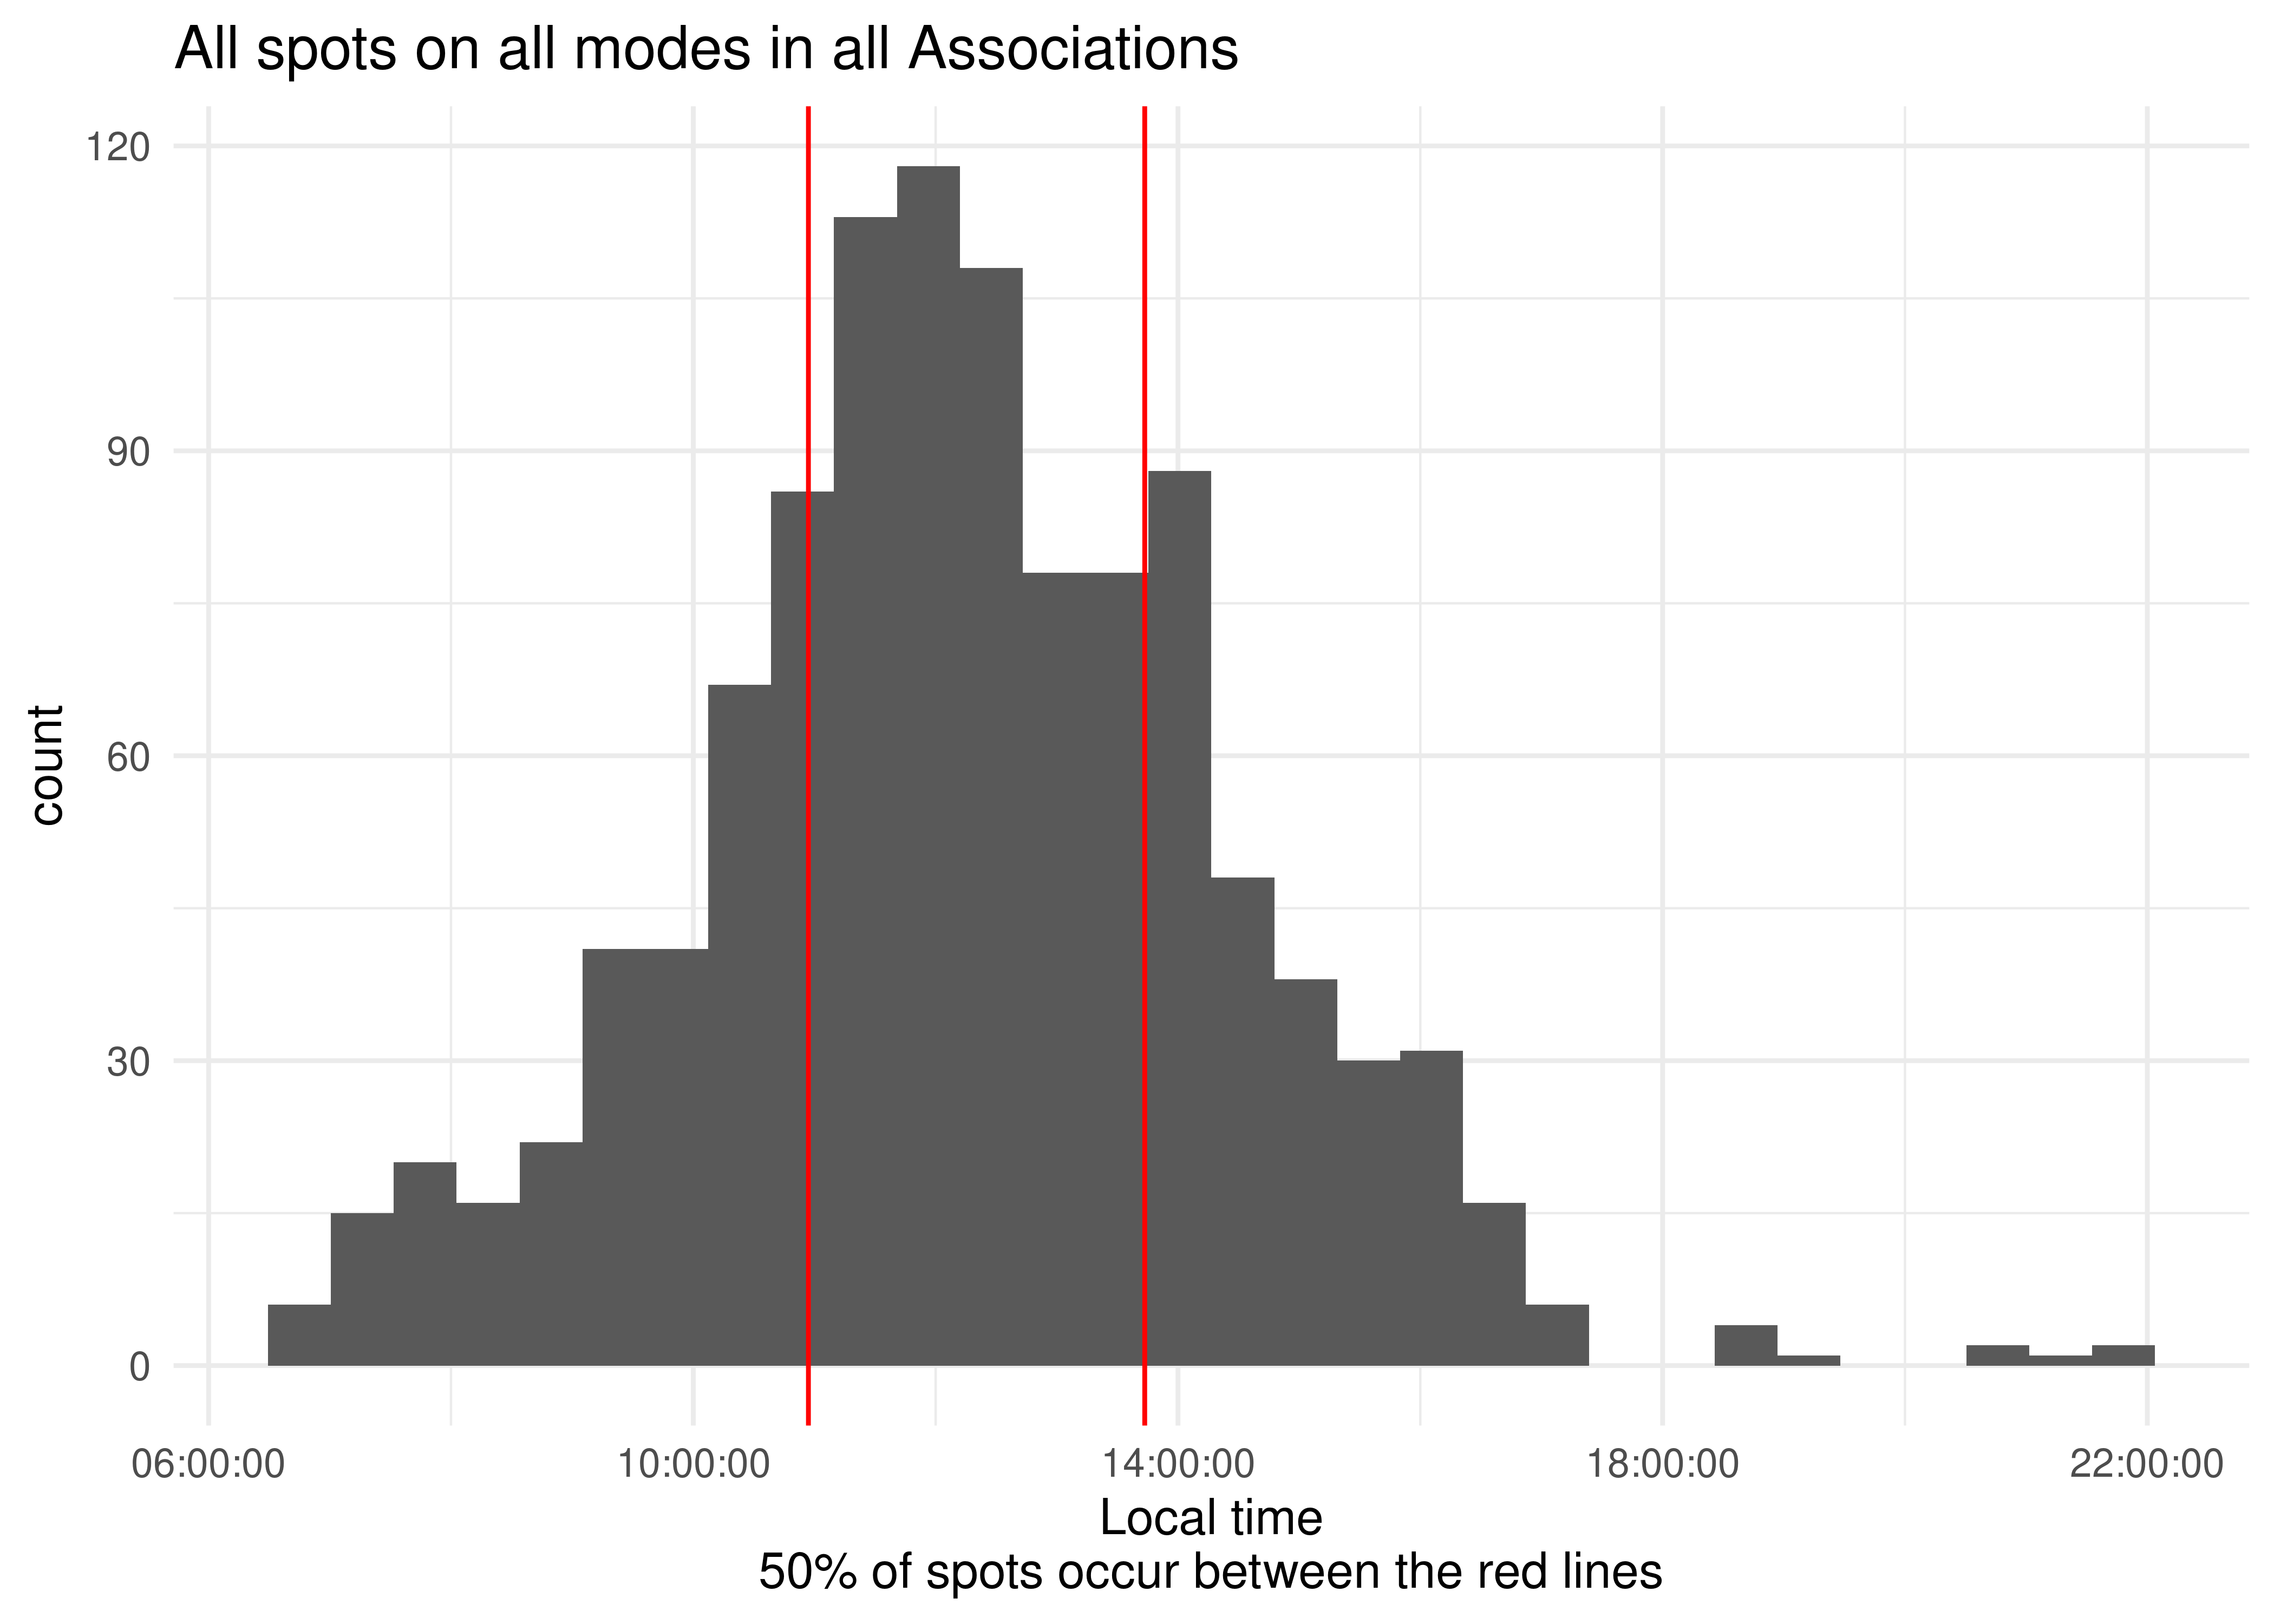 All spots on all modes in all Associations
120
90
60
30
0
count
06:00:00 10:00:00 14:00:00 18:00:00 22:00:00
Local time
50% of spots occur between the red lines